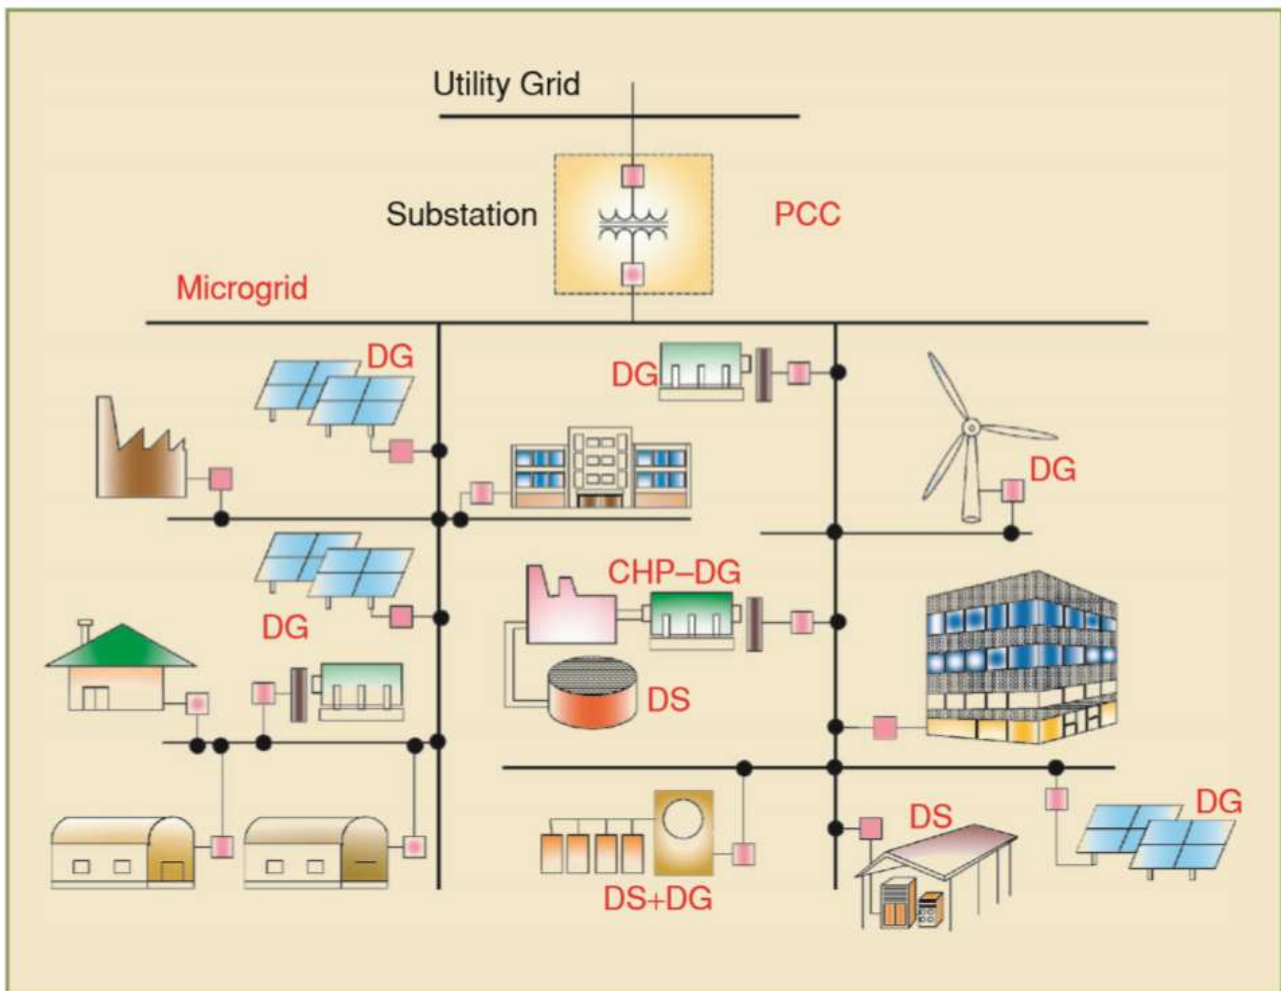 Utility Grid
Substation
PCC
Microgrid
DG
DG
DG
CHP–DG
DG
DS
DS
DG
DS+DG